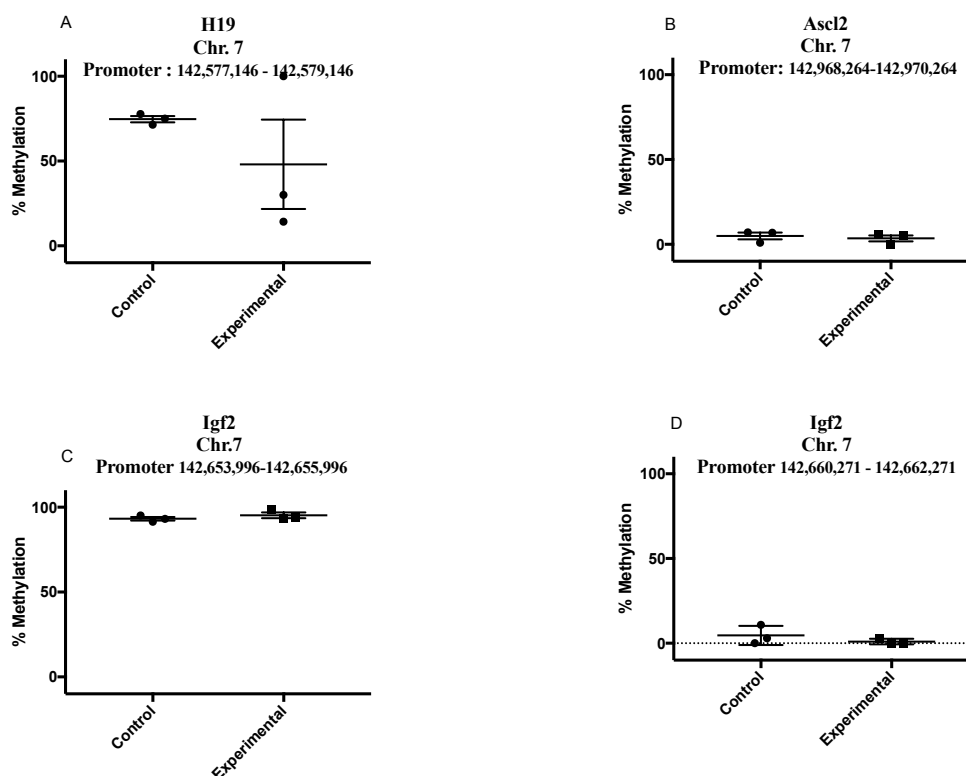 A
H19
Chr. 7
Promoter : 142,577,146 - 142,579,146
% Methylation
100
50
0
Control
Experimental
B
Ascl2
Chr. 7
Promoter: 142,968,264-142,970,264
% Methylation
100
50
0
Control
Experimental
C
Igf2
Chr.7
Promoter 142,653,996-142,655,996
% Methylation
100
50
0
Control
Experimental
D
Igf2
Chr. 7
Promoter 142,660,271 - 142,662,271
% Methylation
100
50
0
Control
Experimental